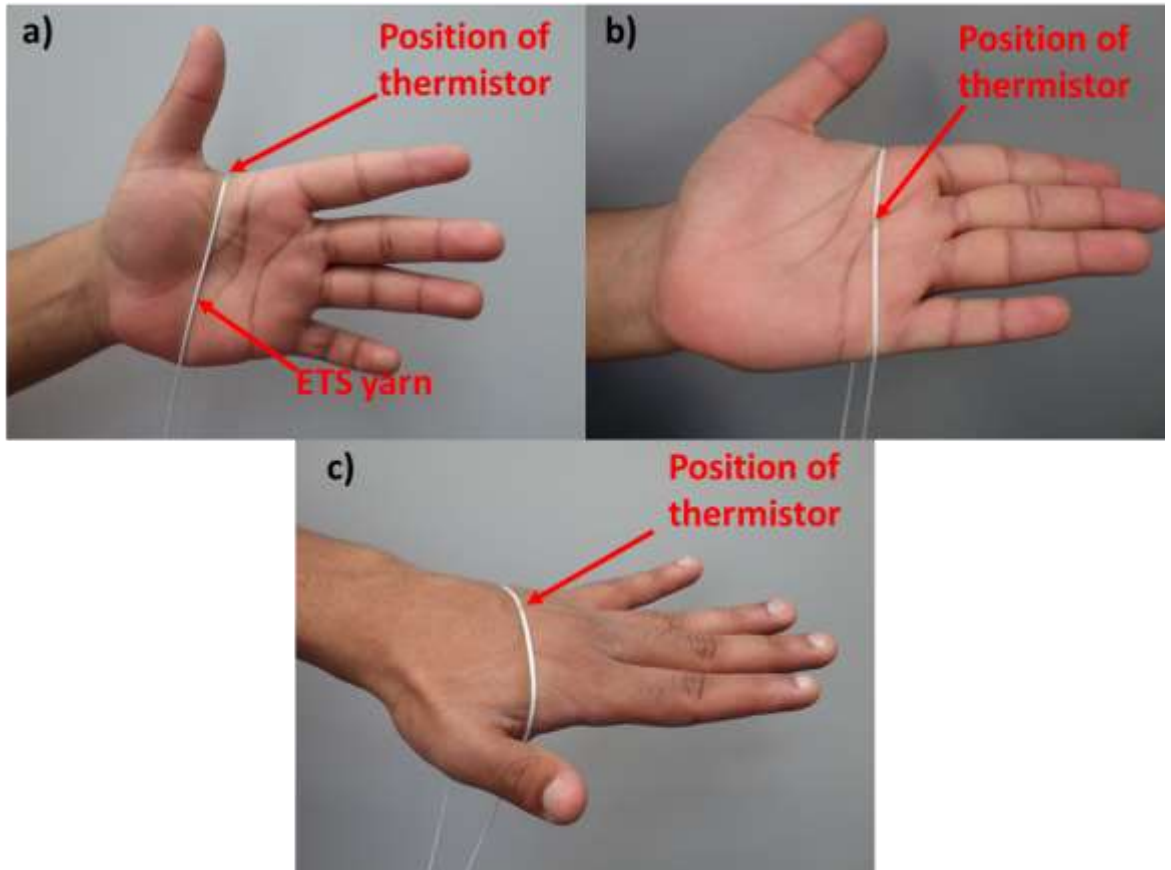 a)
Position of
thermistor
ETS yarn
b)
Position of
thermistor
c)
Position of
thermistor